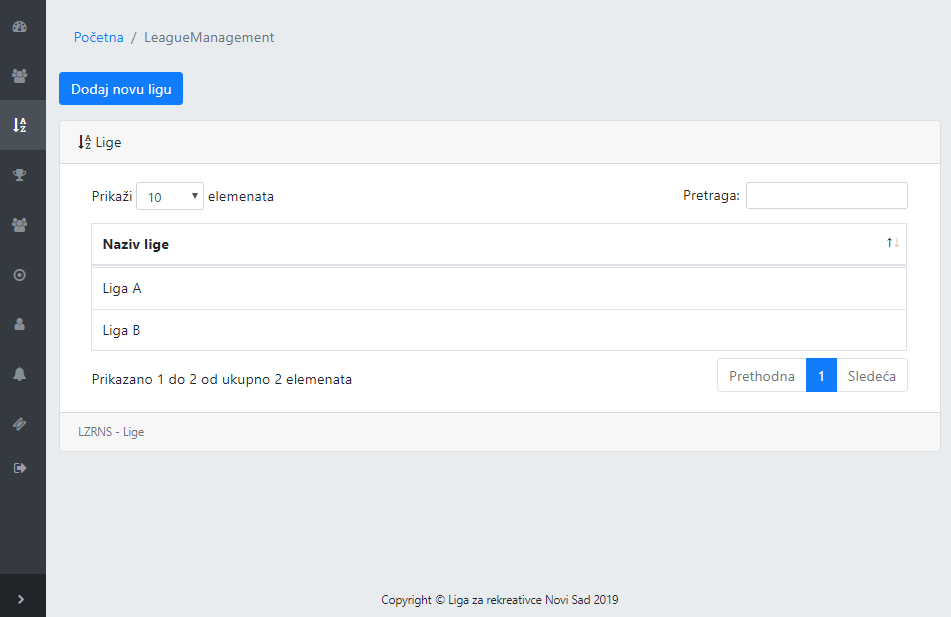 Početna / LeagueManagement
Dodaj novu ligu
Lige
Prikaži 10 elemenata Pretraga:
Naziv lige
Liga A
Liga B
Prikazano 1 do 2 od ukupno 2 elemenata Prethodna 1 Sledeća
LZRNS - Lige
Copyright © Liga za rekreativce Novi Sad 2019